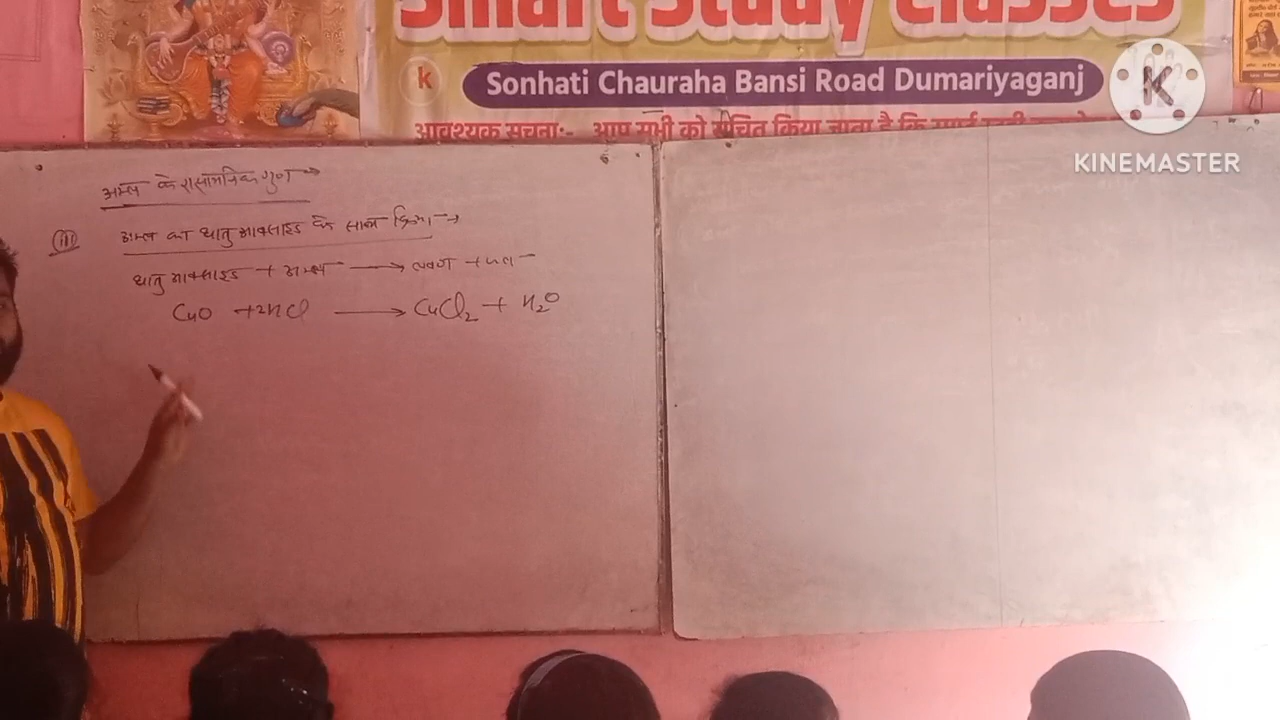 Smart Study Classes
k Sonhati Chauraha Bansi Road Dumariyaganj
आवश्यक सूचना:- आप सभी को सूचित किया जाता है कि
K
KINEMASTER
अम्ल के रासायनिक गुण →
(iii) अम्ल का धातु आक्साइड के साथ क्रिया →
धातु आक्साइड + अम्ल → लवण + जल
CuO + 2HCl → CuCl₂ + H₂O